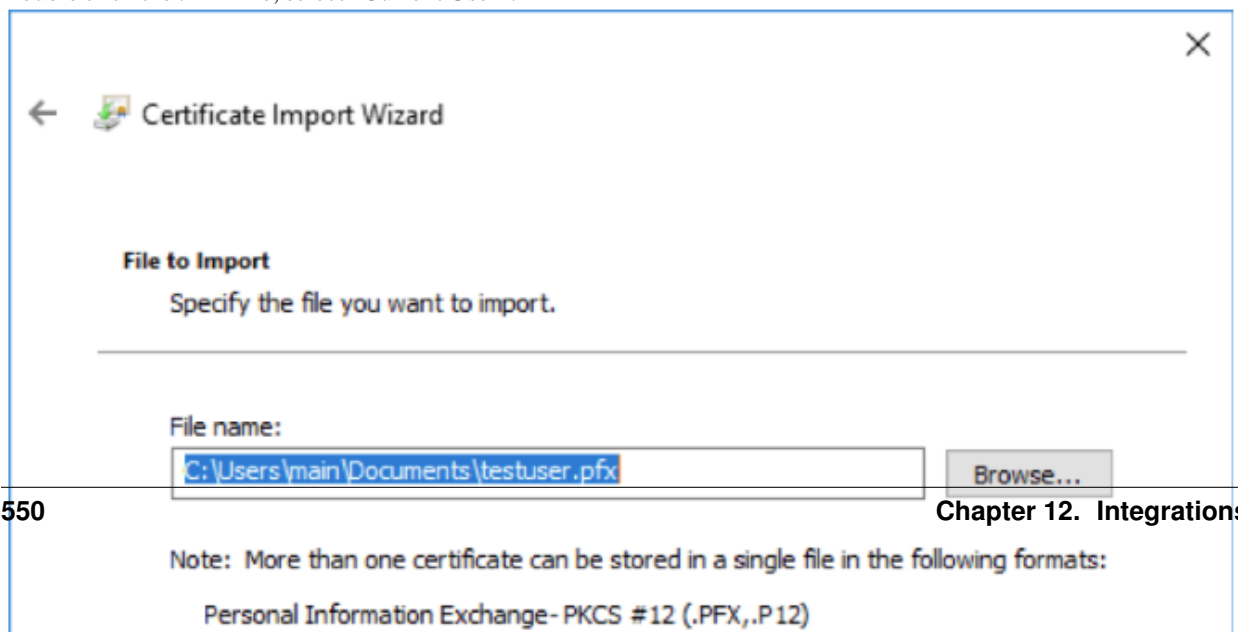 Certificate Import Wizard
File to Import
Specify the file you want to import.
File name:
C:\Users\main\Documents\testuser.pfx
Browse...
550 Chapter 12. Integrations
Note: More than one certificate can be stored in a single file in the following formats:
Personal Information Exchange- PKCS #12 (.PFX,.P12)